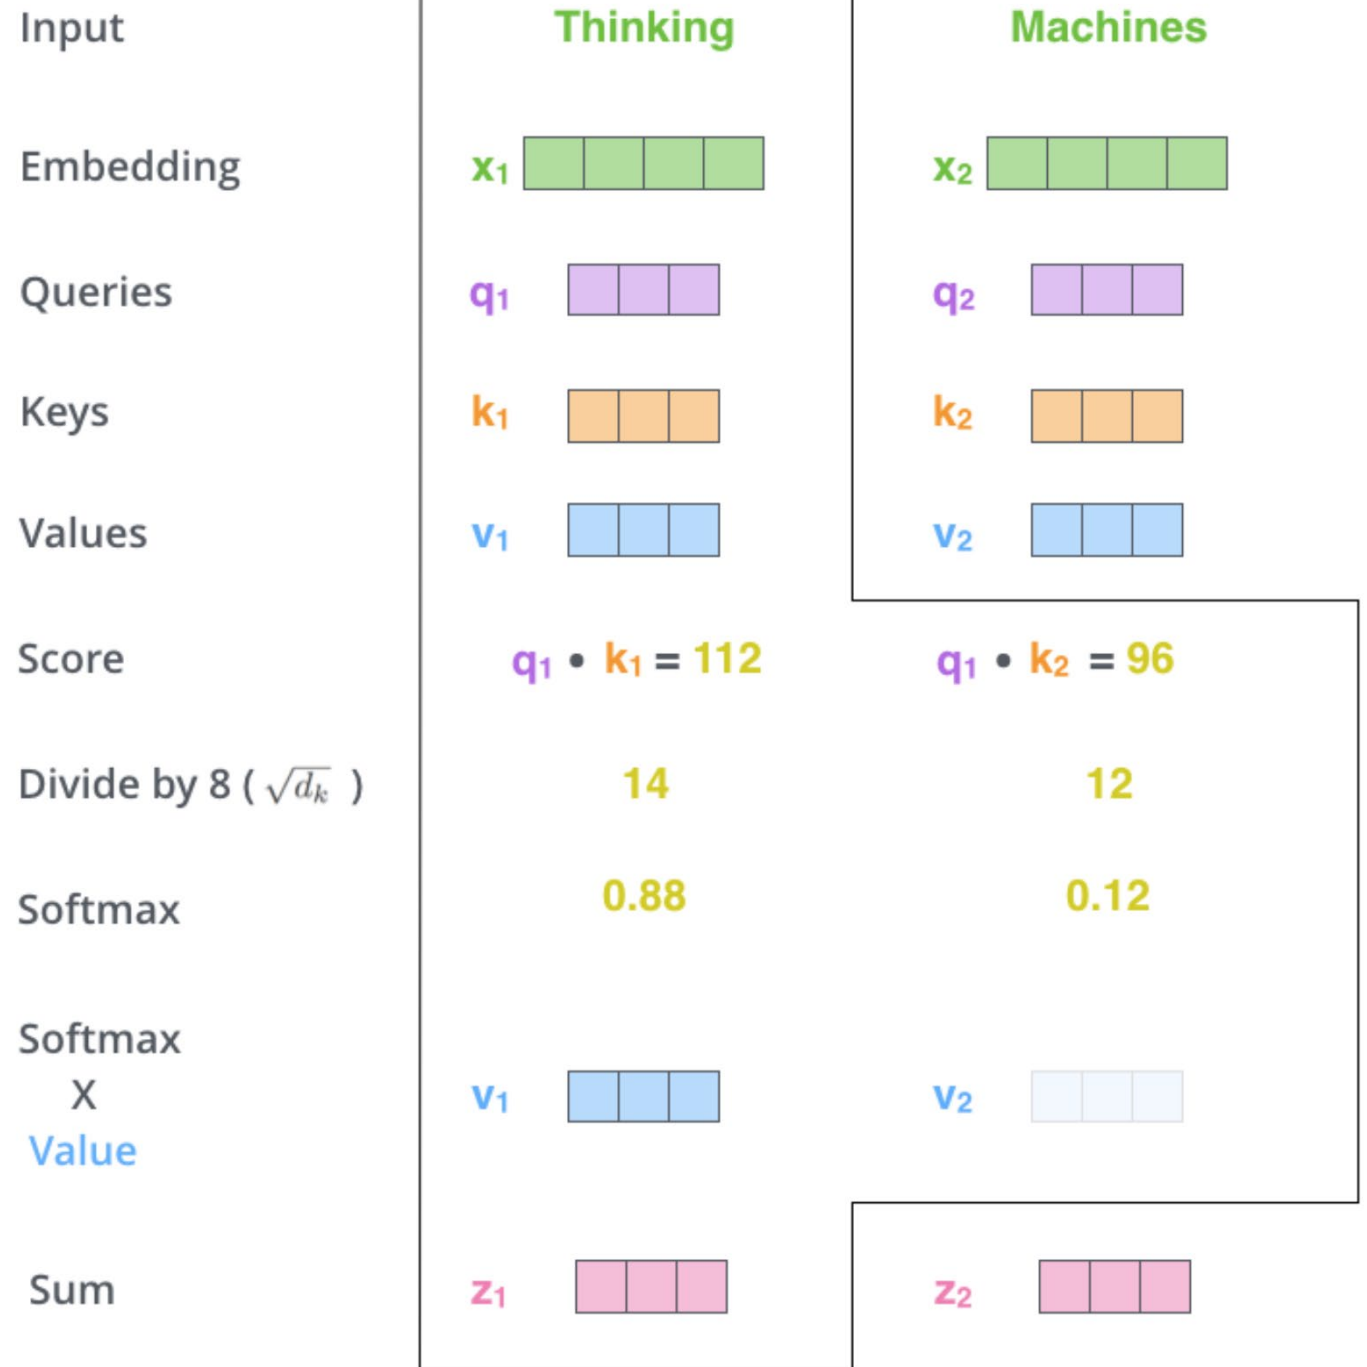 Input Thinking Machines
Embedding x₁ x₂
Queries q₁ q₂
Keys k₁ k₂
Values v₁ v₂
Score q₁ • k₁ = 112 q₁ • k₂ = 96
Divide by 8 ( √dₖ ) 14 12
Softmax 0.88 0.12
Softmax
X
Value v₁ v₂
Sum z₁ z₂